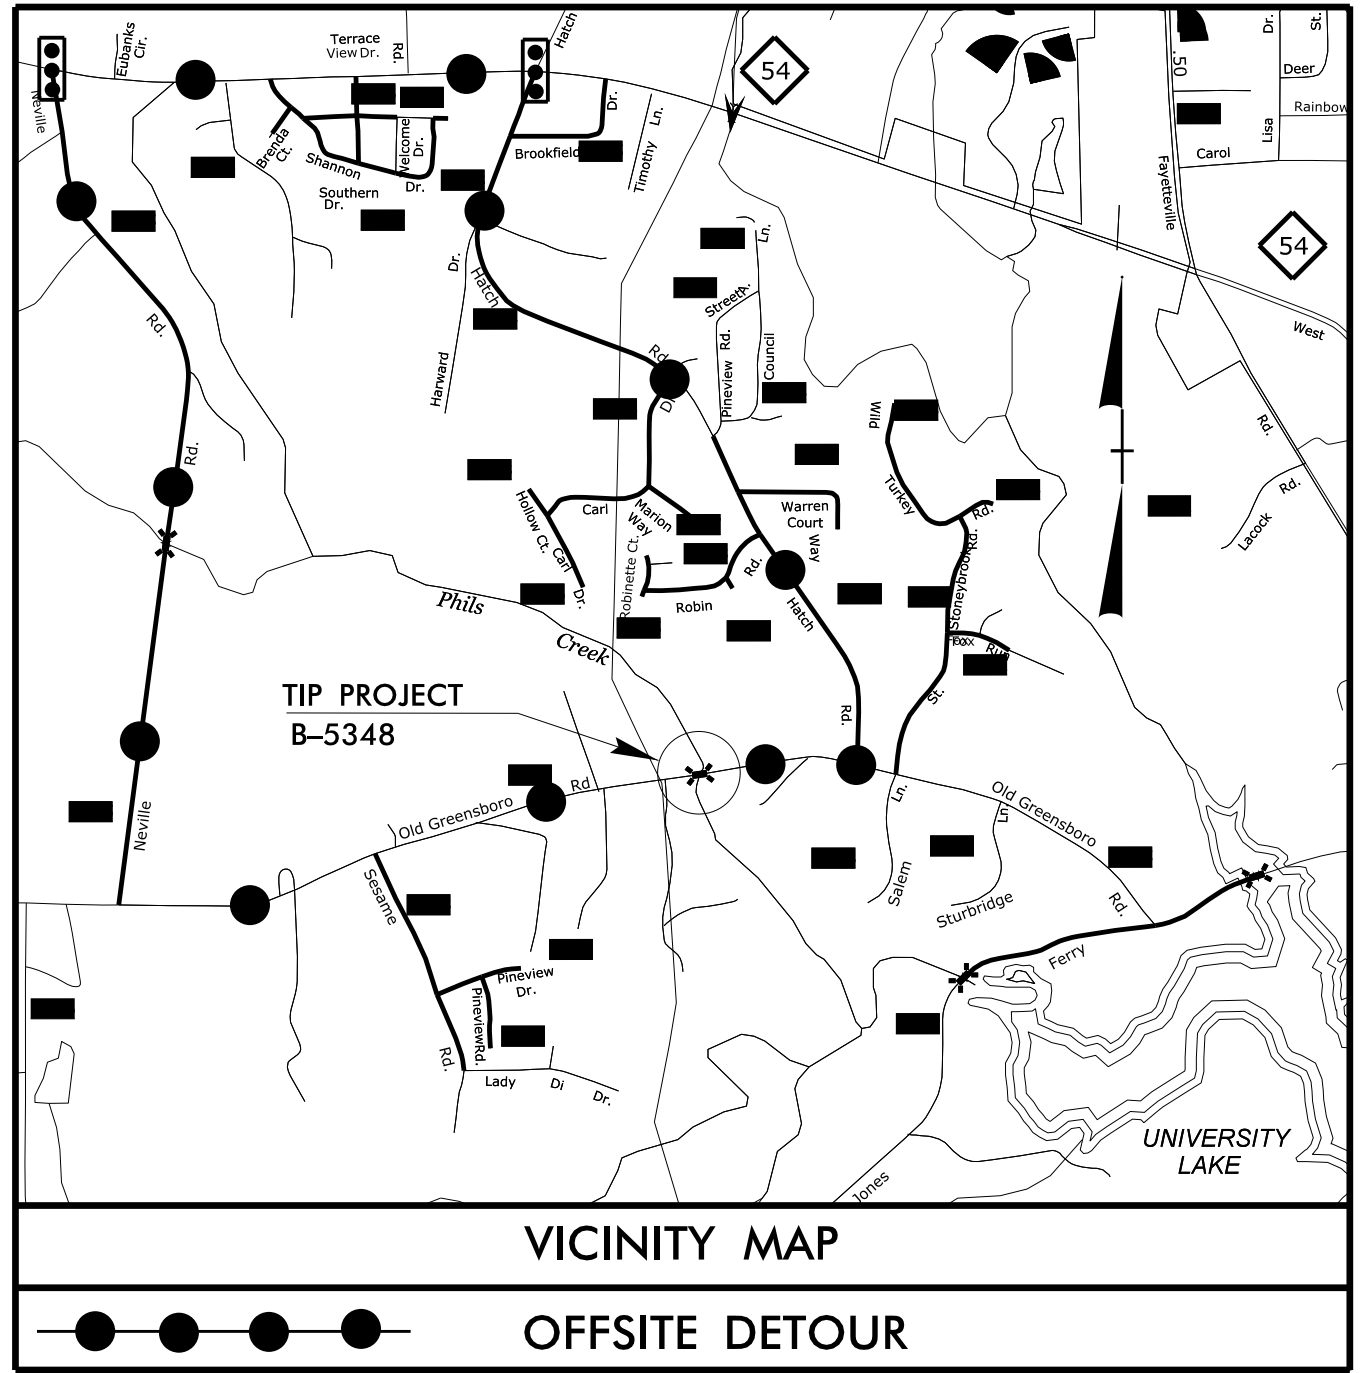 Eubanks
Cir.
Terrace
View Dr.
Rd.
Hatch
54
.50
Dr.
St.
Deer
Rainbow
Lisa
Carol
Neville
Brenda
Ct.
Shannon
Welcome
Dr.
Dr.
Southern
Dr.
Brookfield
Dr.
Timothy Ln.
Fayetteville
54
West
Dr.
Hatch
Harward
Rd.
Street A.
Ln.
Pineview Rd.
Council
Rd.
Dr.
Rd.
Wild
Turkey
Rd.
Rd.
Rd.
Lacock
Hollow Ct.
Carl
Carl
Dr.
Marion
Way
Warren
Court
Way
Robinette Ct.
Robin
Rd.
Hatch
Rd.
Stoneybrook
Rd.
Fox
Run
St.
Phils
Creek
TIP PROJECT
B–5348
Neville
Old Greensboro
Rd
Ln.
Salem
Ln.
Sturbridge
Old Greensboro
Rd.
Ferry
Sesame
Rd.
Pineview
Dr.
Pineview Rd.
Lady
Di
Dr.
Jones
UNIVERSITY
LAKE
VICINITY MAP
OFFSITE DETOUR